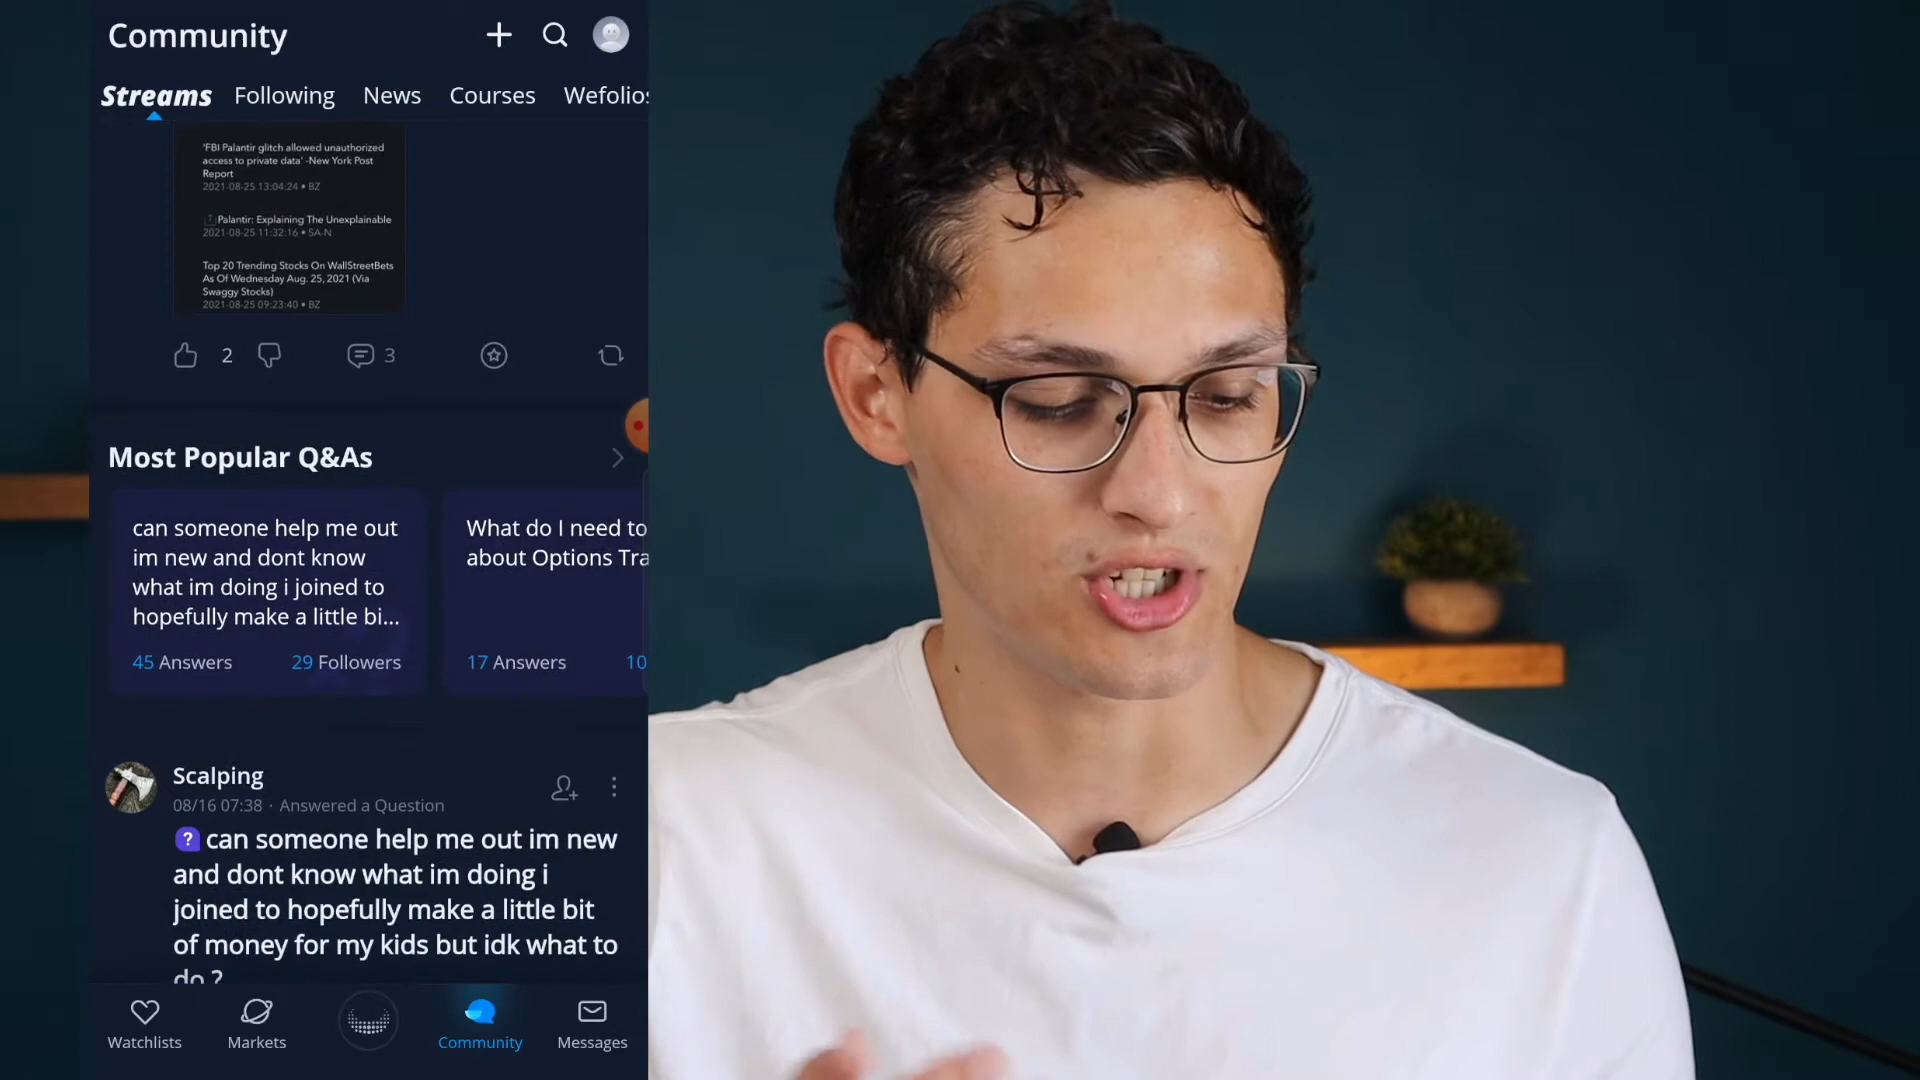 Community
Streams
Following
News
Courses
Wefolios
'FBI Palantir glitch allowed unauthorized
access to private data' -New York Post
Report
2021-08-25 13:04:24 • BZ
Palantir: Explaining The Unexplainable
2021-08-25 11:32:16 • SA-N
Top 20 Trending Stocks On WallStreetBets
As Of Wednesday Aug. 25, 2021 (Via
Swaggy Stocks)
2021-08-25 09:23:40 • BZ
2
3
Most Popular Q&As
can someone help me out
im new and dont know
what im doing i joined to
hopefully make a little bi...
45 Answers
29 Followers
What do I need to
about Options Tra
17 Answers
10
Scalping
08/16 07:38 · Answered a Question
? can someone help me out im new
and dont know what im doing i
joined to hopefully make a little bit
of money for my kids but idk what to
do ?
Watchlists
Markets
Community
Messages